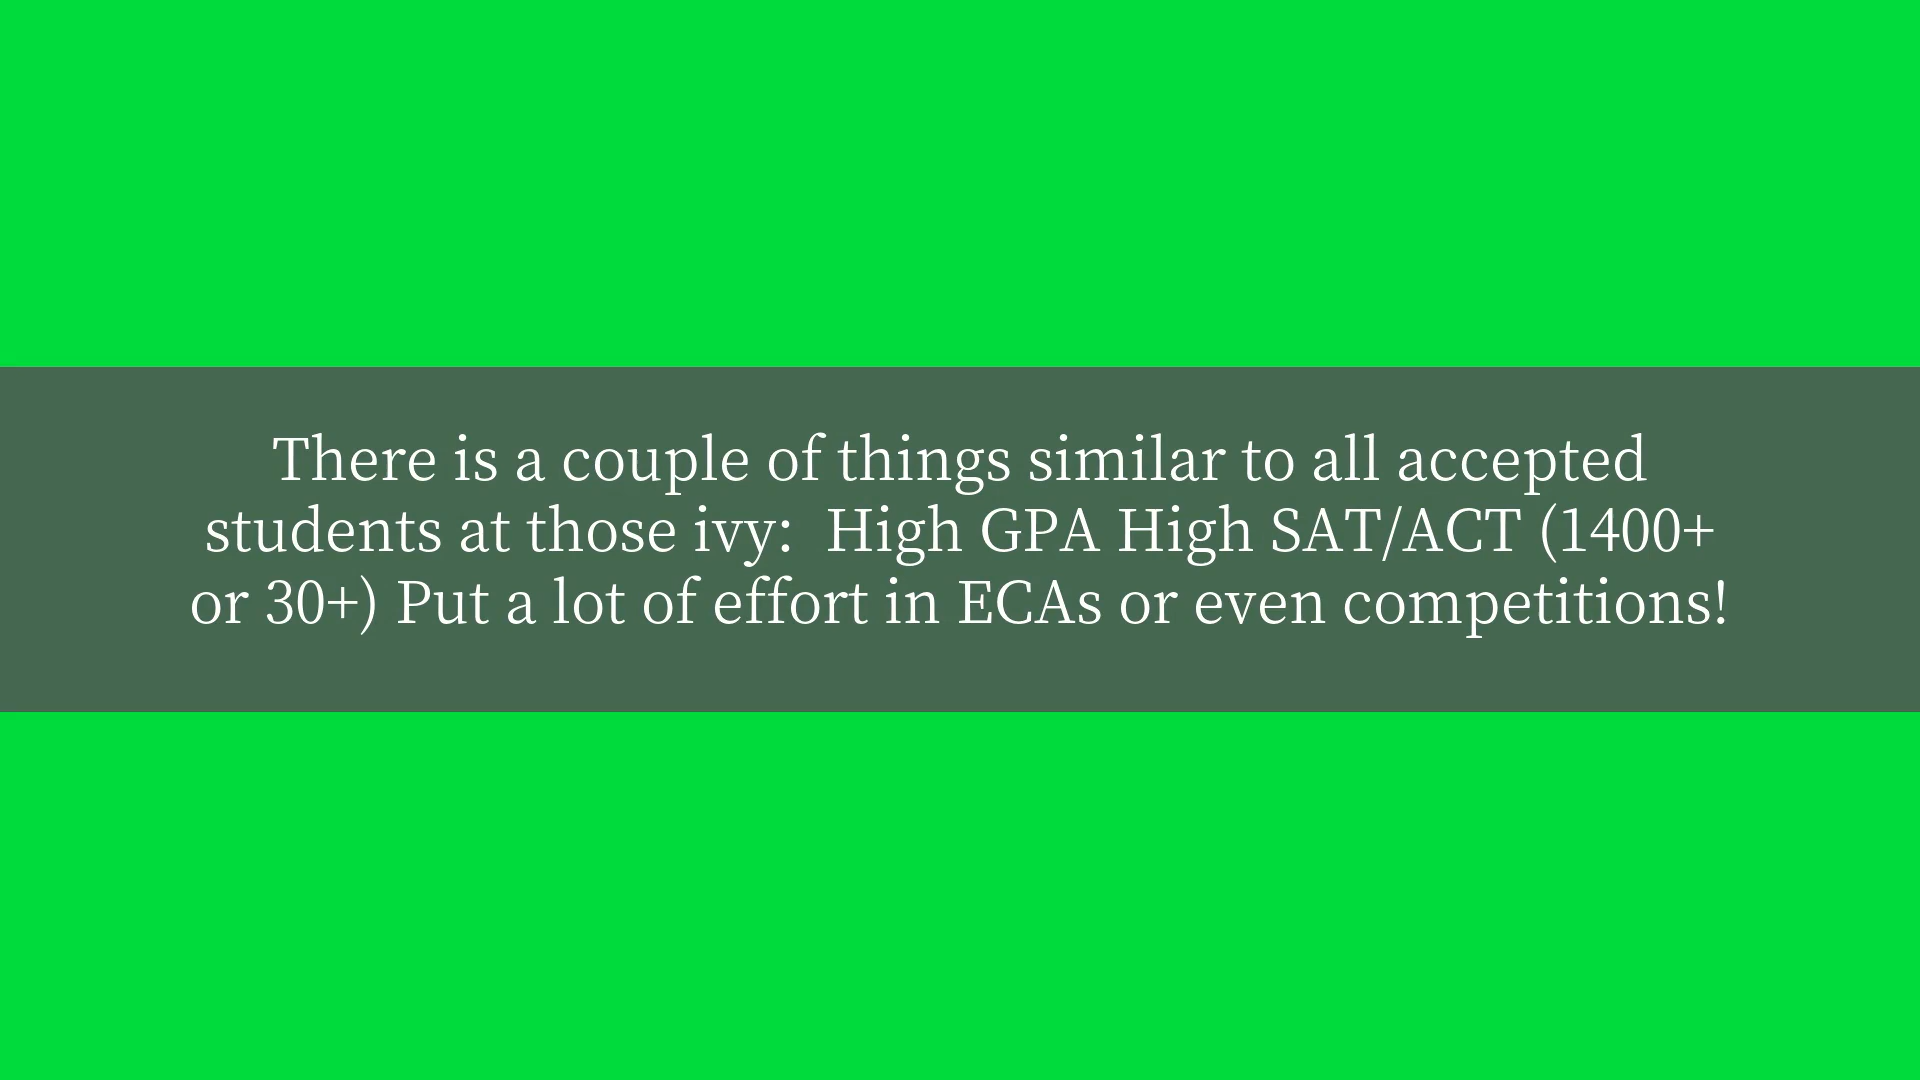 There is a couple of things similar to all accepted
students at those ivy:  High GPA High SAT/ACT (1400+
or 30+) Put a lot of effort in ECAs or even competitions!